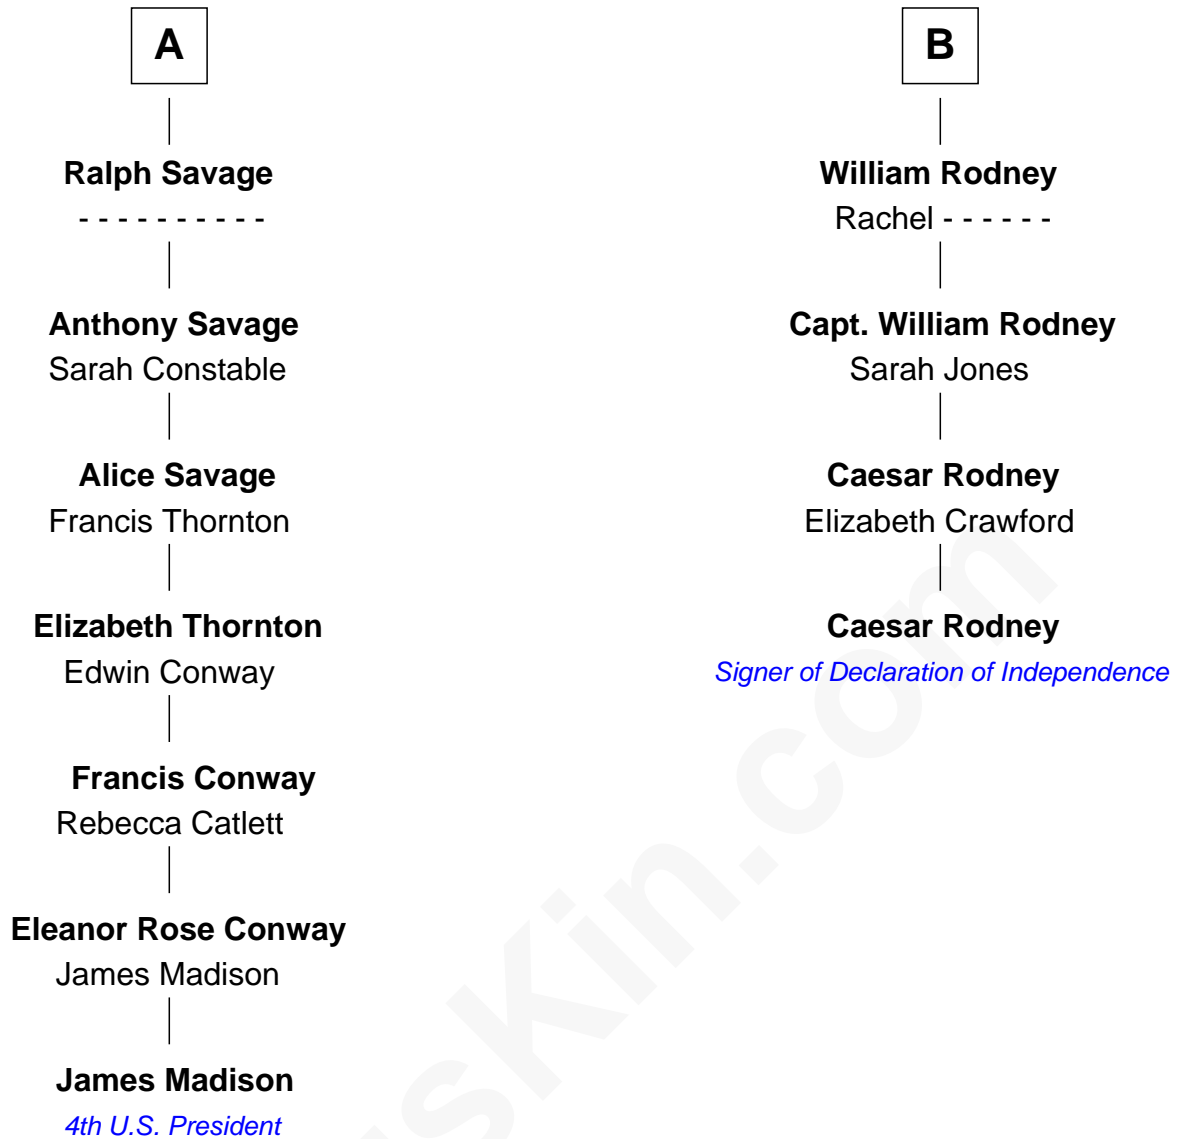 A
Ralph Savage
- - - - - - - - - -
Anthony Savage
Sarah Constable
Alice Savage
Francis Thornton
Elizabeth Thornton
Edwin Conway
Francis Conway
Rebecca Catlett
Eleanor Rose Conway
James Madison
James Madison
4th U.S. President
B
William Rodney
Rachel - - - - - -
Capt. William Rodney
Sarah Jones
Caesar Rodney
Elizabeth Crawford
Caesar Rodney
Signer of Declaration of Independence